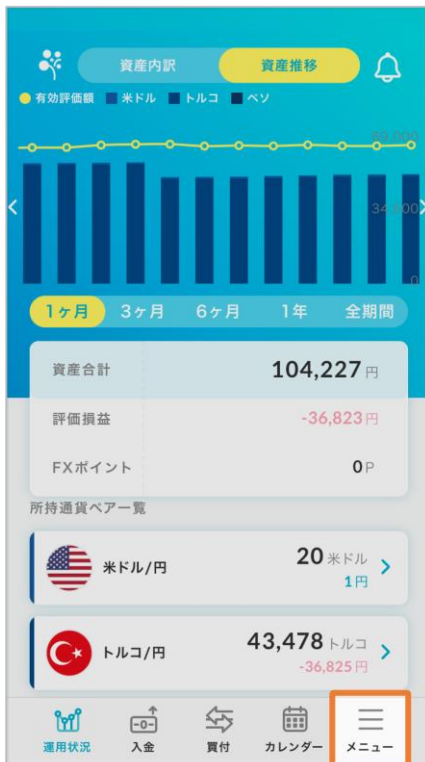 資産内訳 資産推移
有効評価額 米ドル トルコ ペソ
34,
0
1ヶ月 3ヶ月 6ヶ月 1年 全期間
資産合計 104,227円
評価損益 -36,823円
FXポイント 0P
所持通貨ペアー覧
米ドル/円 20米ドル
1円
トルコ/円 43,478トルコ
-36,825円
運用状況 入金 買付 カレンダー メニュー